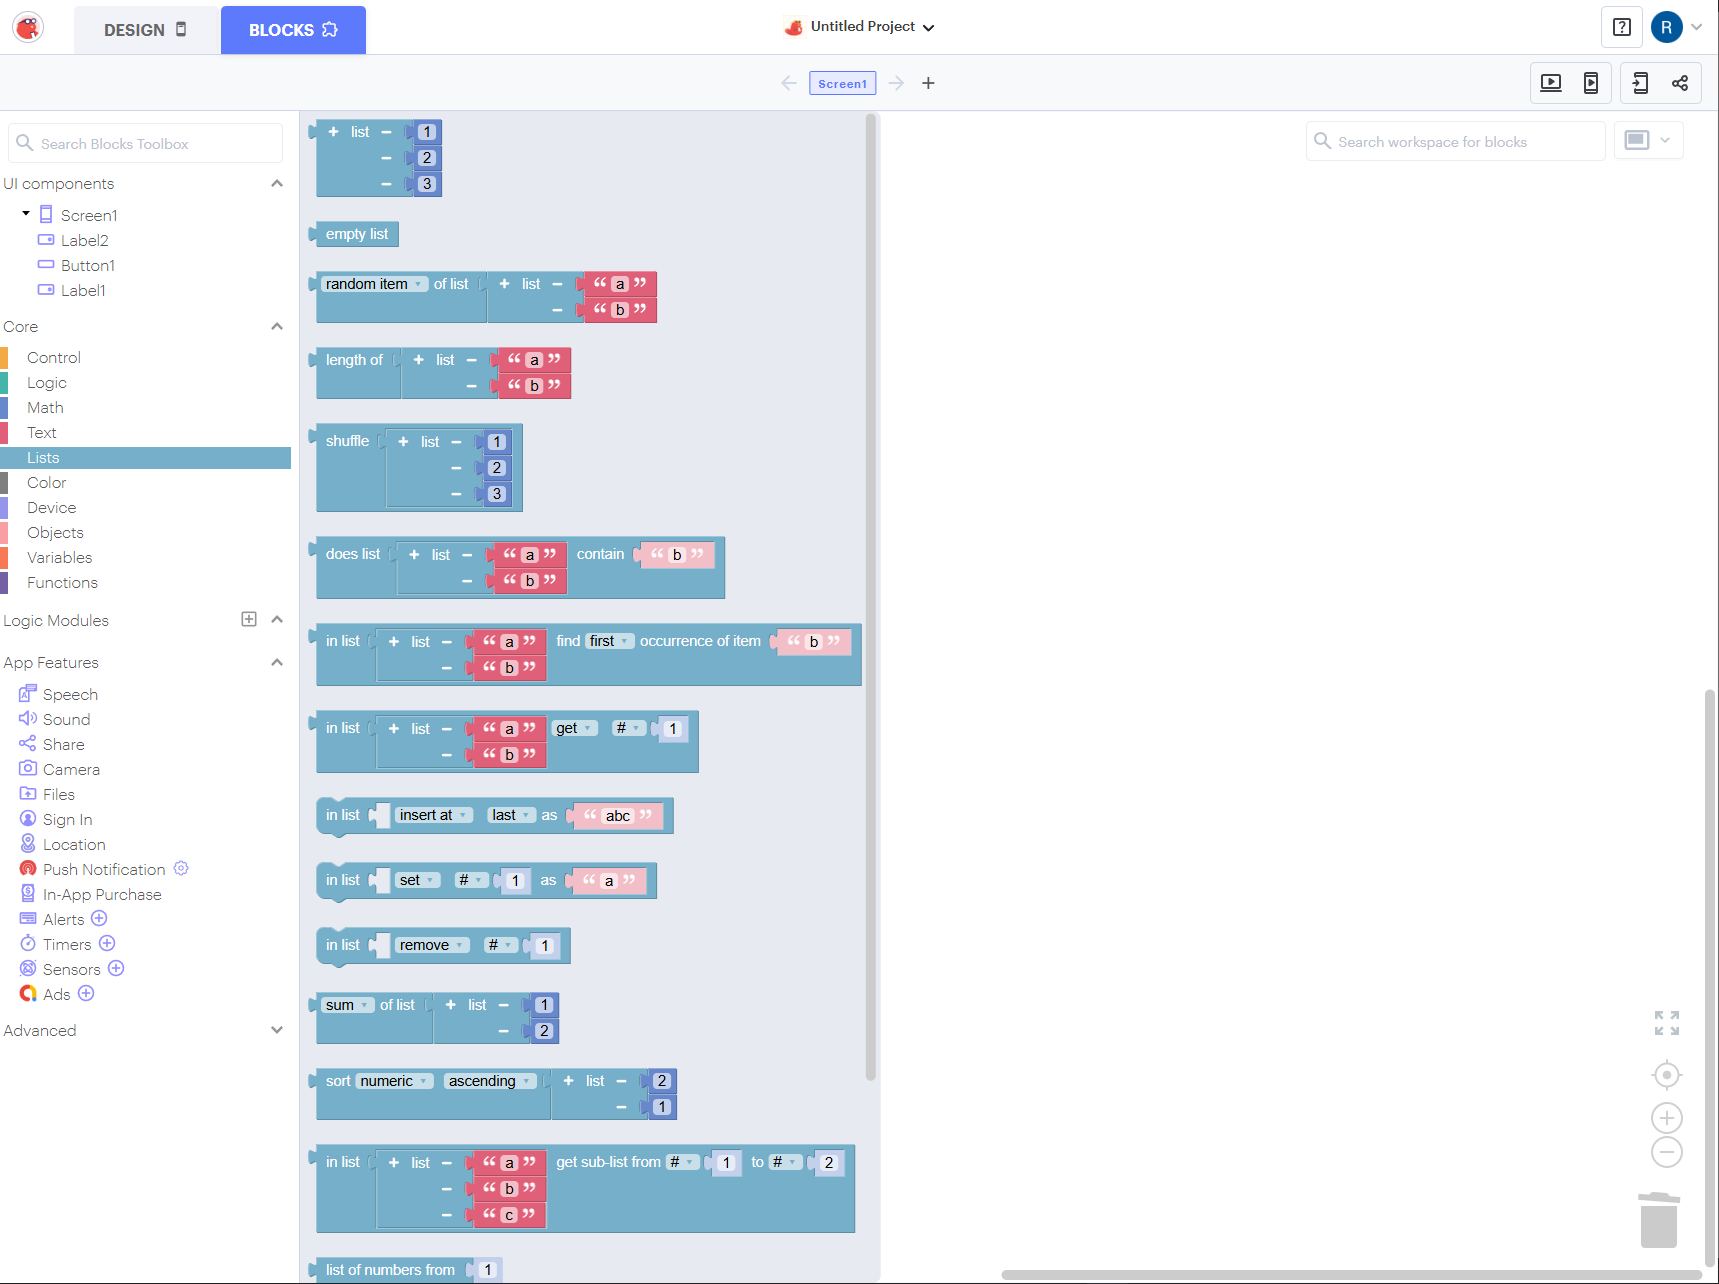 DESIGN
BLOCKS
Untitled Project
R
Screen1
Search Blocks Toolbox
UI components
Screen1
Label2
Button1
Label1
Core
Control
Logic
Math
Text
Lists
Color
Device
Objects
Variables
Functions
Logic Modules
App Features
Speech
Sound
Share
Camera
Files
Sign In
Location
Push Notification
In-App Purchase
Alerts
Timers
Sensors
Ads
Advanced
+ list − 1
− 2
− 3
empty list
random item of list + list − “ a ”
− “ b ”
length of + list − “ a ”
− “ b ”
shuffle + list − 1
− 2
− 3
does list + list − “ a ” contain “ b ”
− “ b ”
in list + list − “ a ” find first occurrence of item “ b ”
− “ b ”
in list + list − “ a ” get # 1
− “ b ”
in list insert at last as “ abc ”
in list set # 1 as “ a ”
in list remove # 1
sum of list + list − 1
− 2
sort numeric ascending + list − 2
− 1
in list + list − “ a ” get sub-list from # 1 to # 2
− “ b ”
− “ c ”
list of numbers from 1
Search workspace for blocks